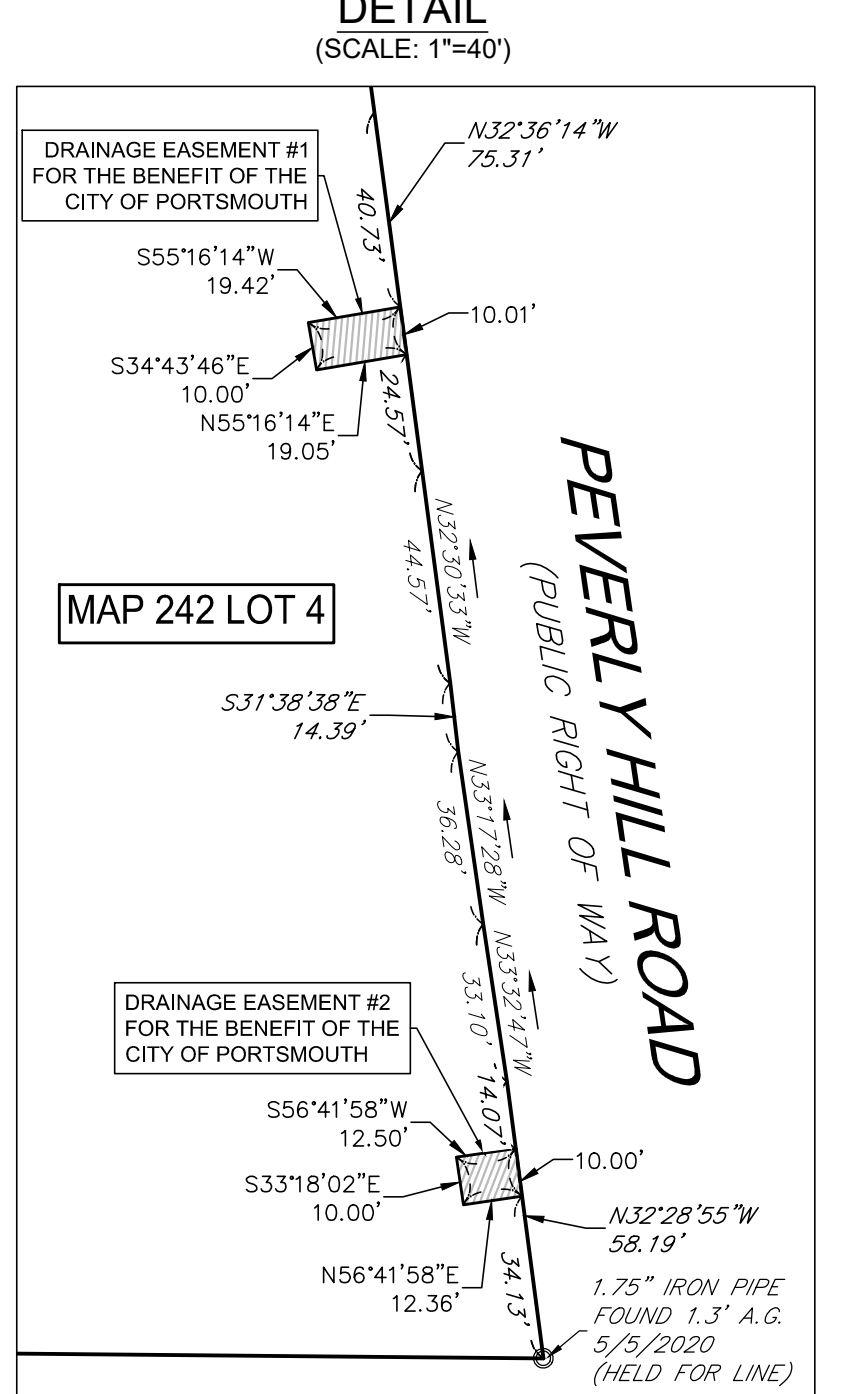 DETAIL
(SCALE: 1"=40')
DRAINAGE EASEMENT #1
FOR THE BENEFIT OF THE
CITY OF PORTSMOUTH
N32°36'14"W
75.31'
40.73'
S55°16'14"W
19.42'
10.01'
S34°43'46"E
10.00'
N55°16'14"E
19.05'
24.57'
N32°30'33"W
44.57'
PEVERLY HILL ROAD
(PUBLIC RIGHT OF WAY)
MAP 242 LOT 4
S31°38'38"E
14.39'
N33°17'28"W
36.28'
N33°32'47"W
33.10'
DRAINAGE EASEMENT #2
FOR THE BENEFIT OF THE
CITY OF PORTSMOUTH
14.07'
S56°41'58"W
12.50'
10.00'
S33°18'02"E
10.00'
N32°28'55"W
58.19'
N56°41'58"E
12.36'
34.13'
1.75" IRON PIPE
FOUND 1.3' A.G.
5/5/2020
(HELD FOR LINE)